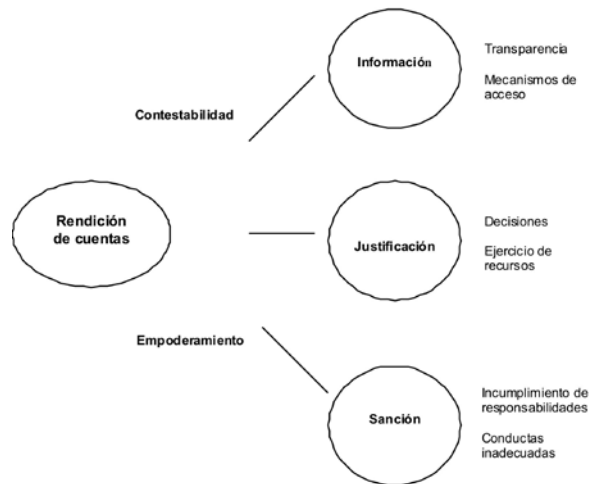 Información
Transparencia
Mecanismos de
acceso
Contestabilidad
Rendición
de cuentas
Justificación
Decisiones
Ejercicio de
recursos
Empoderamiento
Sanción
Incumplimiento de
responsabilidades
Conductas
inadecuadas